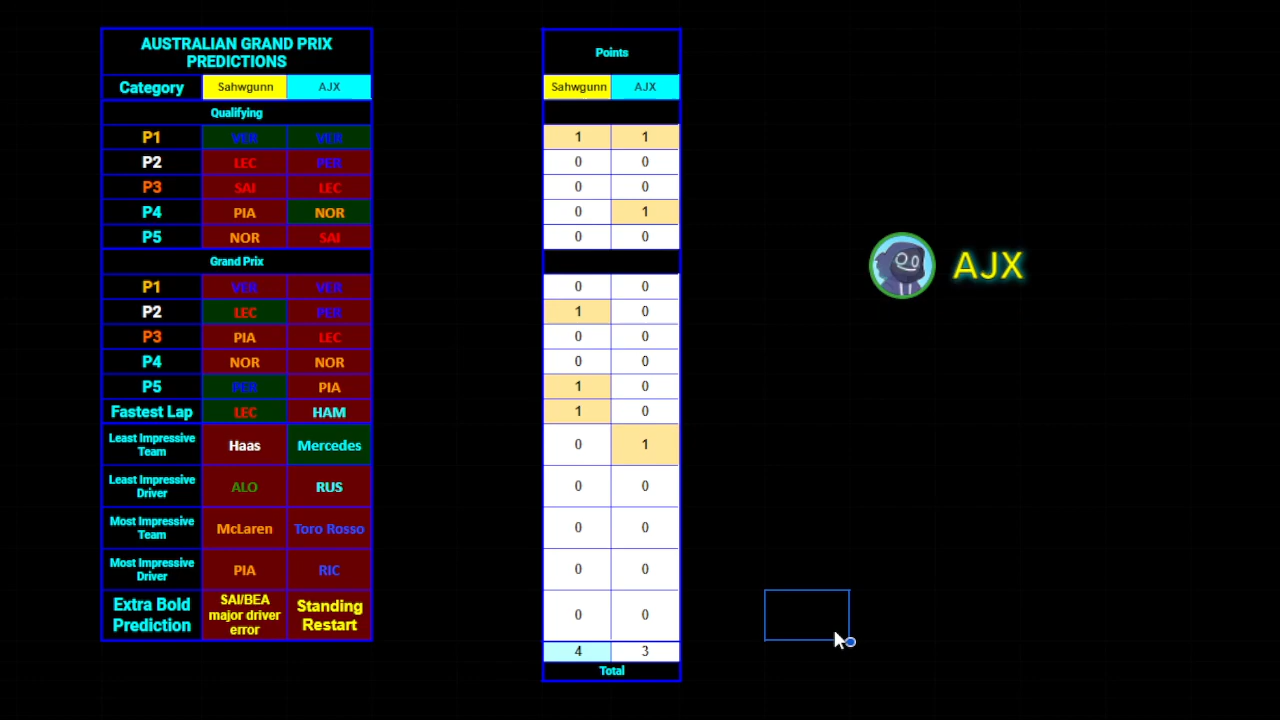 AUSTRALIAN GRAND PRIX
PREDICTIONS
Category Sahwgunn AJX
Qualifying
P1 VER VER
P2 LEC PER
P3 SAI LEC
P4 PIA NOR
P5 NOR SAI
Grand Prix
P1 VER VER
P2 LEC PER
P3 PIA LEC
P4 NOR NOR
P5 PER PIA
Fastest Lap LEC HAM
Least Impressive
Team
Haas Mercedes
Least Impressive
Driver
ALO RUS
Most Impressive
Team
McLaren Toro Rosso
Most Impressive
Driver
PIA RIC
Extra Bold
Prediction
SAI/BEA
major driver
error
Standing
Restart
Points
Sahwgunn AJX
1 1
0 0
0 0
0 1
0 0
0 0
1 0
0 0
0 0
1 0
1 0
0 1
0 0
0 0
0 0
0 0
4 3
Total
AJX